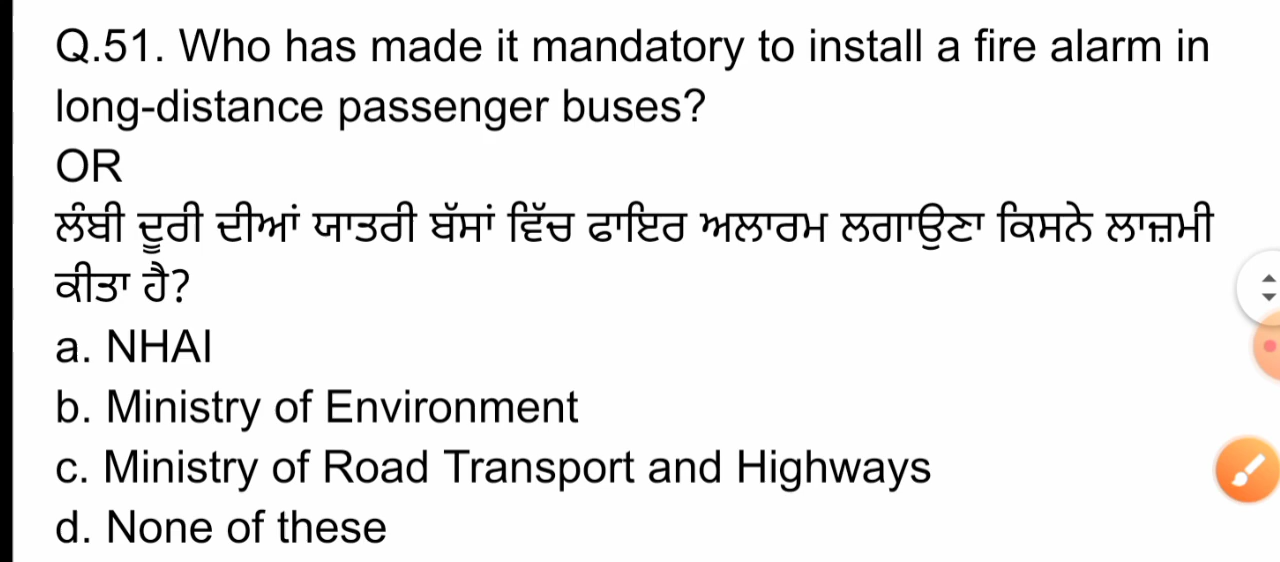 Q.51. Who has made it mandatory to install a fire alarm in
long-distance passenger buses?
OR
ਲੰਬੀ ਦੂਰੀ ਦੀਆਂ ਯਾਤਰੀ ਬੱਸਾਂ ਵਿੱਚ ਫਾਇਰ ਅਲਾਰਮ ਲਗਾਉਣਾ ਕਿਸਨੇ ਲਾਜ਼ਮੀ
ਕੀਤਾ ਹੈ?
a. NHAI
b. Ministry of Environment
c. Ministry of Road Transport and Highways
d. None of these